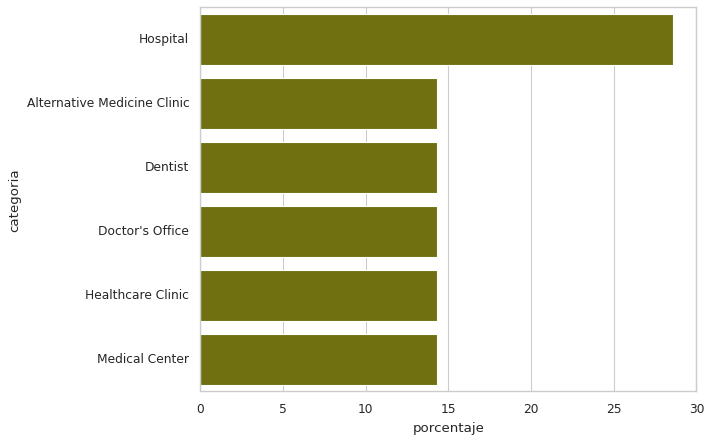 Hospital
Alternative Medicine Clinic
Dentist
Doctor's Office
Healthcare Clinic
Medical Center
categoria
0 5 10 15 20 25 30
porcentaje